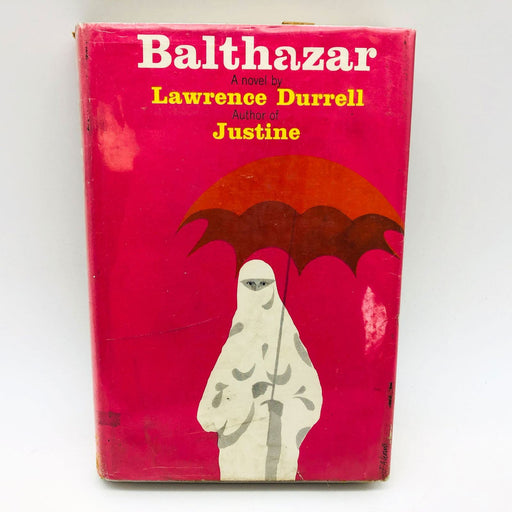 Balthazar
A novel by
Lawrence Durrell
Author of
Justine